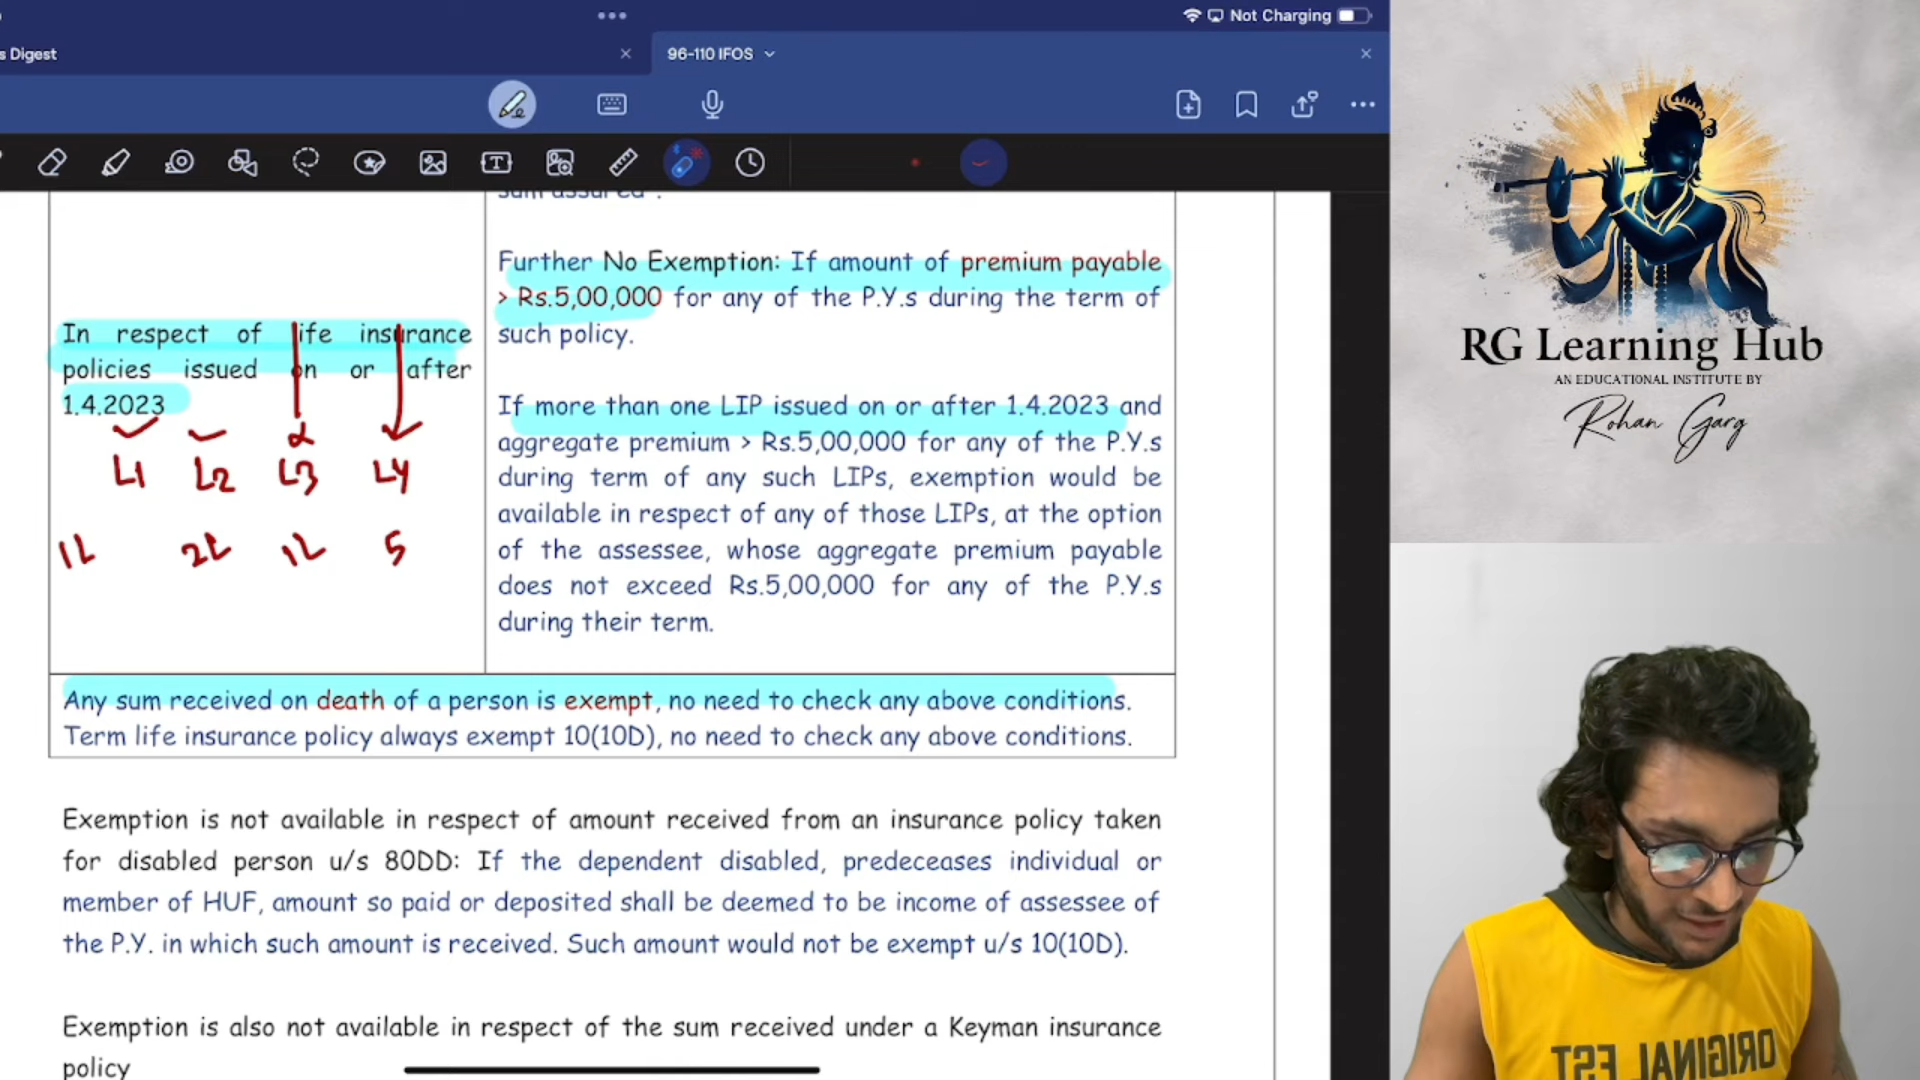 Not Charging
s Digest
96-110 IFOS
sum assured".
Further No Exemption: If amount of premium payable
> Rs.5,00,000 for any of the P.Y.s during the term of
such policy.
In respect of life insurance
policies issued on or after
1.4.2023
L1 L2 L3 L4
1L 2L 1L 5
If more than one LIP issued on or after 1.4.2023 and
aggregate premium > Rs.5,00,000 for any of the P.Y.s
during term of any such LIPs, exemption would be
available in respect of any of those LIPs, at the option
of the assessee, whose aggregate premium payable
does not exceed Rs.5,00,000 for any of the P.Y.s
during their term.
Any sum received on death of a person is exempt, no need to check any above conditions.
Term life insurance policy always exempt 10(10D), no need to check any above conditions.
Exemption is not available in respect of amount received from an insurance policy taken
for disabled person u/s 80DD: If the dependent disabled, predeceases individual or
member of HUF, amount so paid or deposited shall be deemed to be income of assessee of
the P.Y. in which such amount is received. Such amount would not be exempt u/s 10(10D).
Exemption is also not available in respect of the sum received under a Keyman insurance
policy
RG Learning Hub
AN EDUCATIONAL INSTITUTE BY
Rohan Garg
ORIGINAL EST